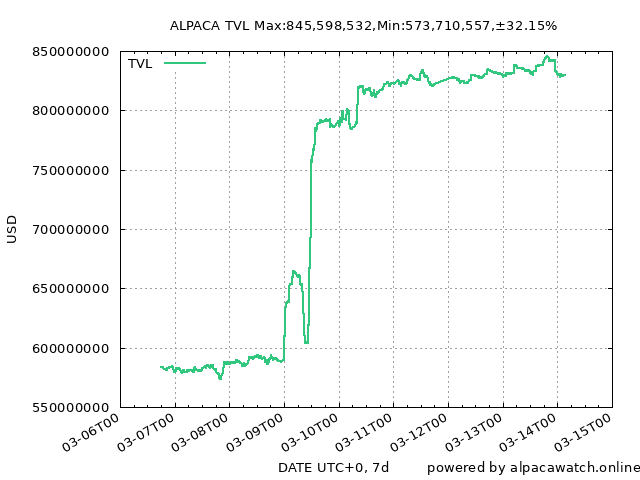 ALPACA TVL Max:845,598,532,Min:573,710,557,±32.15%
TVL
850000000
800000000
750000000
700000000
650000000
600000000
550000000
USD
03-06T00
03-07T00
03-08T00
03-09T00
03-10T00
03-11T00
03-12T00
03-13T00
03-14T00
03-15T00
DATE UTC+0, 7d
powered by alpacawatch.online